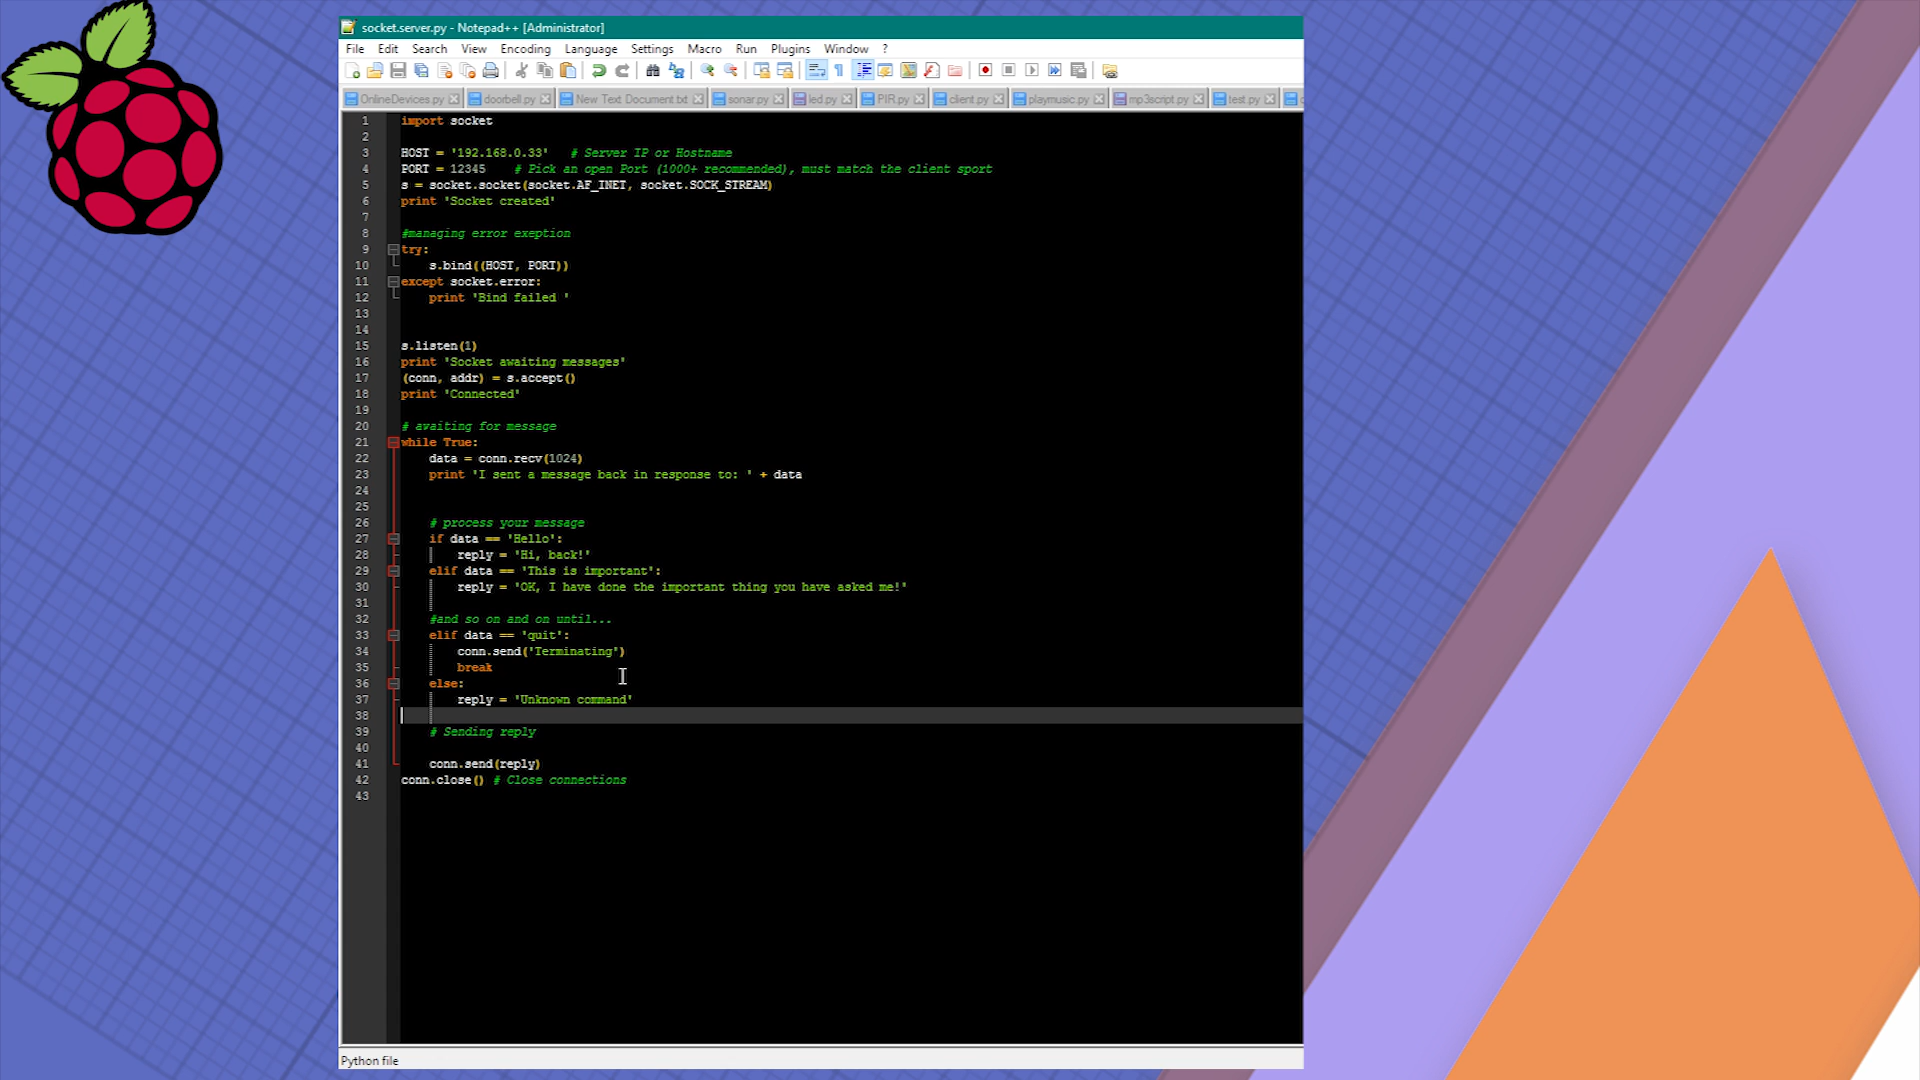 socket.server.py - Notepad++ [Administrator]
File Edit Search View Encoding Language Settings Macro Run Plugins Window ?
OnlineDevices.py doorbell.py New Text Document.txt sonar.py led.py PIR.py client.py playmusic.py mp3script.py test.py
1 import socket
2
3 HOST = '192.168.0.33' # Server IP or Hostname
4 PORT = 12345 # Pick an open Port (1000+ recommended), must match the client sport
5 s = socket.socket(socket.AF_INET, socket.SOCK_STREAM)
6 print 'Socket created'
7
8 #managing error exeption
9 try:
10 s.bind((HOST, PORT))
11 except socket.error:
12 print 'Bind failed '
13
14
15 s.listen(1)
16 print 'Socket awaiting messages'
17 (conn, addr) = s.accept()
18 print 'Connected'
19
20 # awaiting for message
21 while True:
22 data = conn.recv(1024)
23 print 'I sent a message back in response to: ' + data
24
25
26 # process your message
27 if data == 'Hello':
28 reply = 'Hi, back!'
29 elif data == 'This is important':
30 reply = 'OK, I have done the important thing you have asked me!'
31
32 #and so on and on until...
33 elif data == 'quit':
34 conn.send('Terminating')
35 break
36 else:
37 reply = 'Unknown command'
38
39 # Sending reply
40
41 conn.send(reply)
42 conn.close() # Close connections
43
Python file